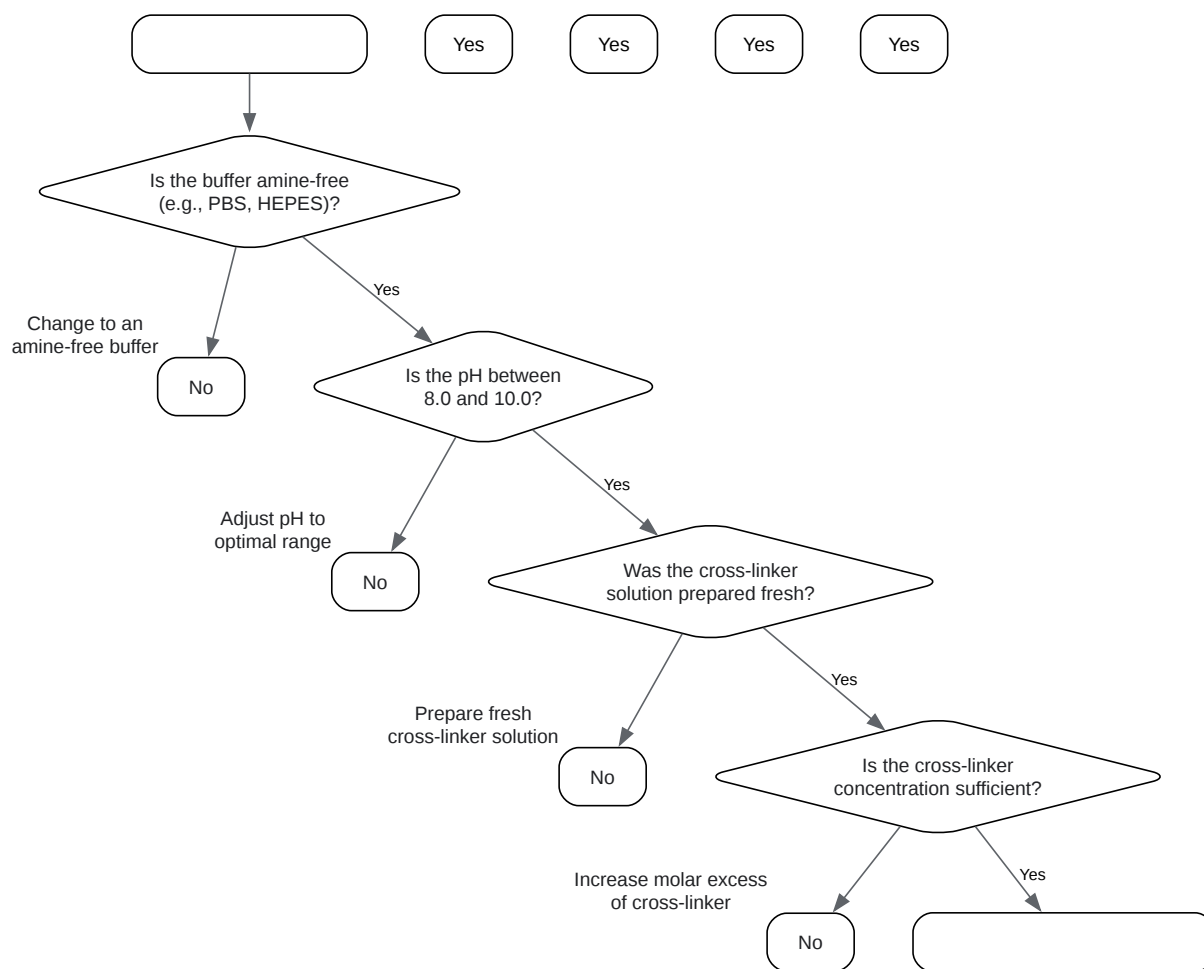 Yes
Yes
Yes
Yes
Is the buffer amine-free
(e.g., PBS, HEPES)?
Yes
Change to an
amine-free buffer
No
Is the pH between
8.0 and 10.0?
Yes
Adjust pH to
optimal range
No
Was the cross-linker
solution prepared fresh?
Yes
Prepare fresh
cross-linker solution
No
Is the cross-linker
concentration sufficient?
Yes
Increase molar excess
of cross-linker
No